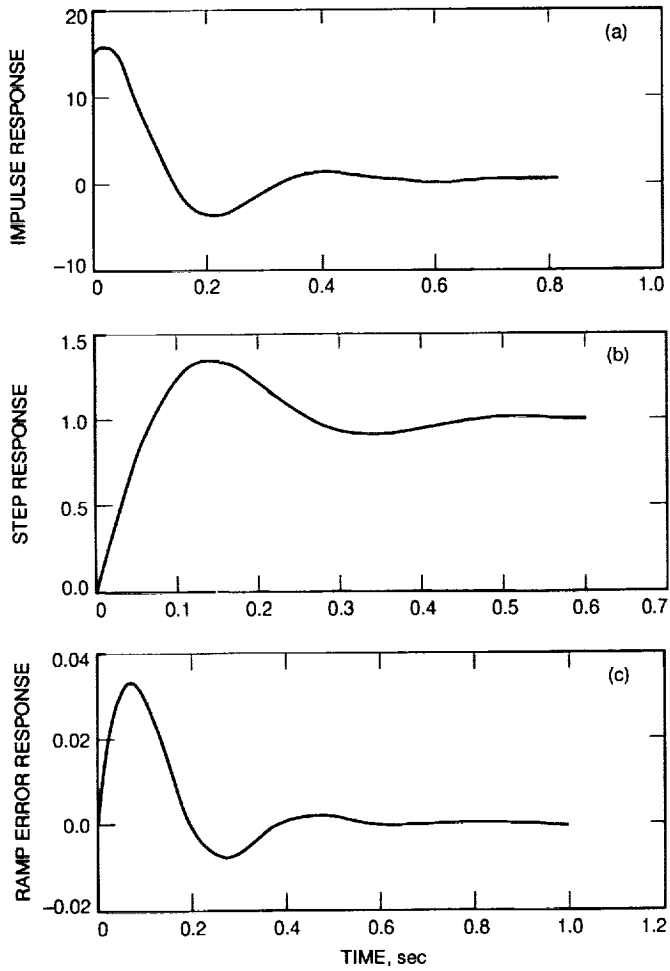 20
10
0
−10
IMPULSE RESPONSE
(a)
0 0.2 0.4 0.6 0.8 1.0
1.5
1.0
0.5
0.0
STEP RESPONSE
(b)
0 0.1 0.2 0.3 0.4 0.5 0.6 0.7
0.04
0.02
0.0
−0.02
RAMP ERROR RESPONSE
(c)
0 0.2 0.4 0.6 0.8 1.0 1.2
TIME, sec